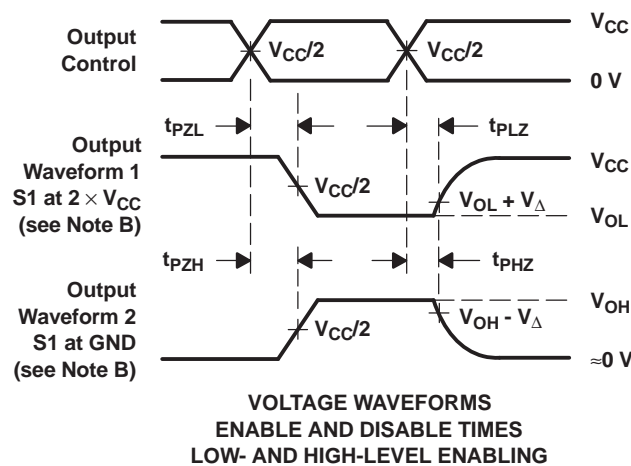 Output
Control
V_CC/2
V_CC/2
V_CC
0 V
t_PZL
t_PLZ
Output
Waveform 1
S1 at 2 × V_CC
(see Note B)
V_CC/2
V_OL + V_Δ
V_CC
V_OL
t_PZH
t_PHZ
Output
Waveform 2
S1 at GND
(see Note B)
V_CC/2
V_OH - V_Δ
V_OH
≈0 V
VOLTAGE WAVEFORMS
ENABLE AND DISABLE TIMES
LOW- AND HIGH-LEVEL ENABLING